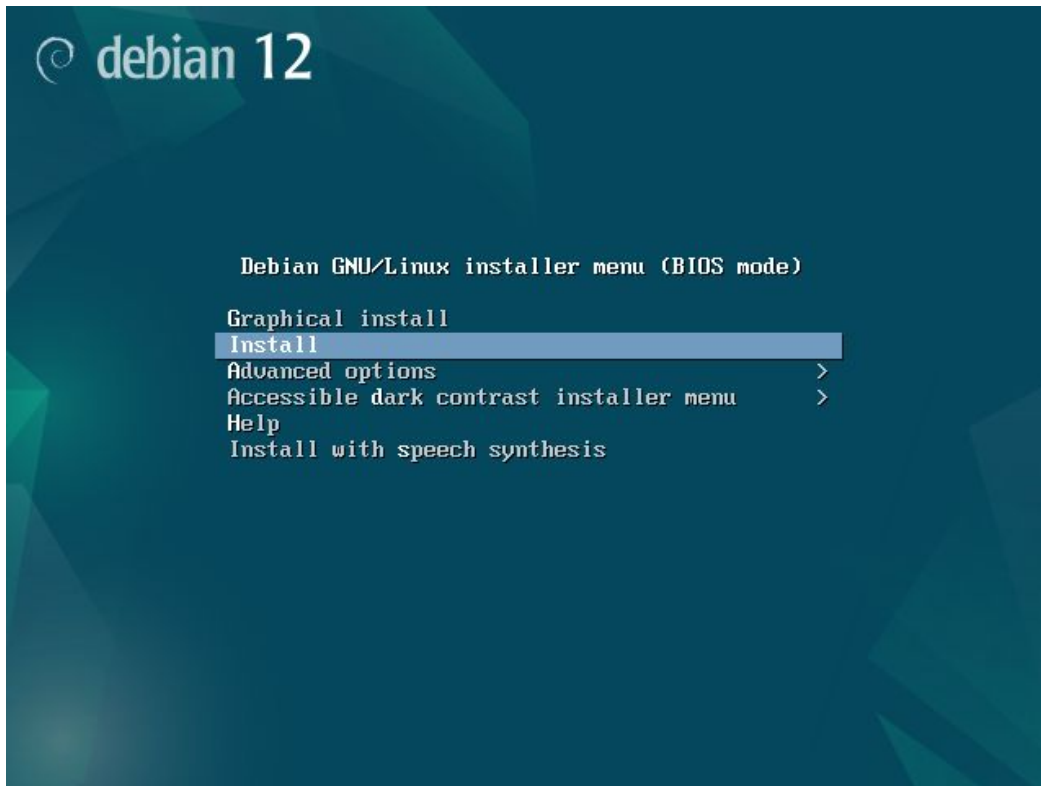 debian 12
Debian GNU/Linux installer menu (BIOS mode)
Graphical install
Install
Advanced options >
Accessible dark contrast installer menu >
Help
Install with speech synthesis